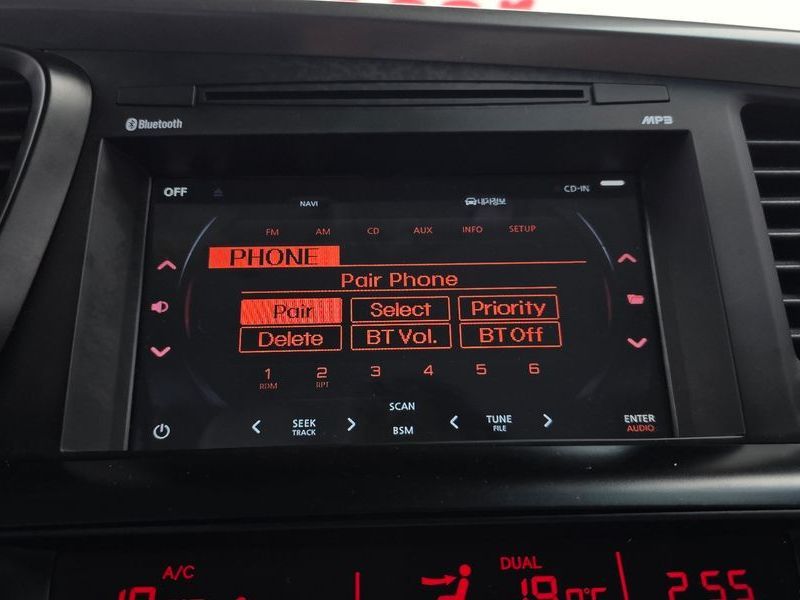 Bluetooth MP3
OFF CD-IN
NAVI
FM AM CD AUX INFO SETUP
PHONE
Pair Phone
Pair Select Priority
Delete BT Vol. BT Off
1 2 3 4 5 6
RDM RPT
SCAN
SEEK TUNE ENTER
TRACK BSM FILE AUDIO
A/C DUAL
2:55